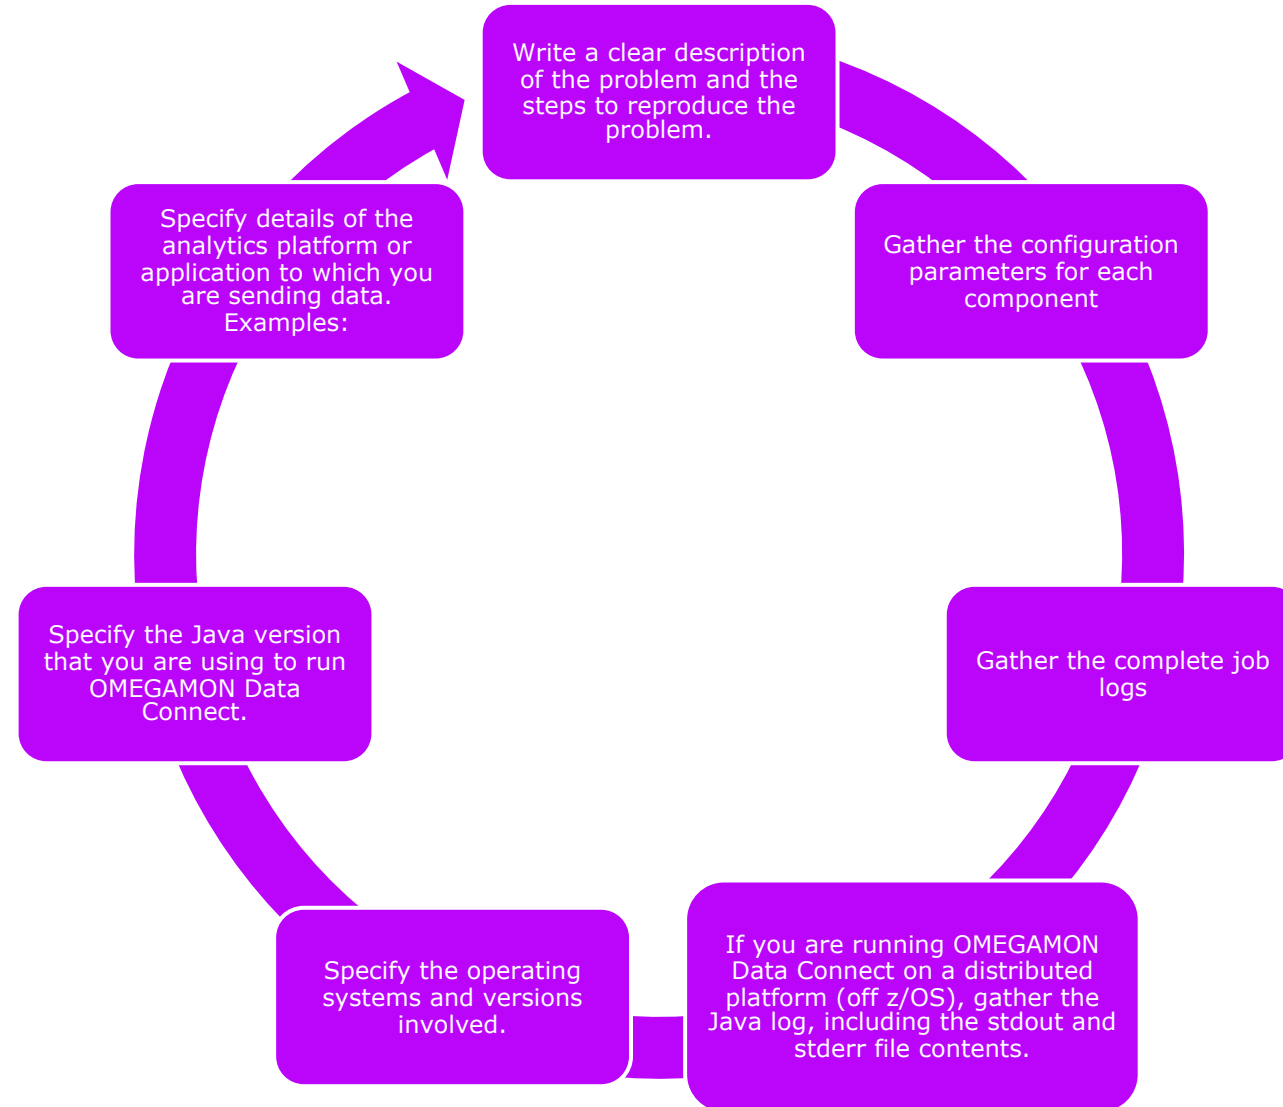 Write a clear description
of the problem and the
steps to reproduce the
problem.
Gather the configuration
parameters for each
component
Gather the complete job
logs
If you are running OMEGAMON
Data Connect on a distributed
platform (off z/OS), gather the
Java log, including the stdout and
stderr file contents.
Specify the operating
systems and versions
involved.
Specify the Java version
that you are using to run
OMEGAMON Data
Connect.
Specify details of the
analytics platform or
application to which you
are sending data.
Examples: